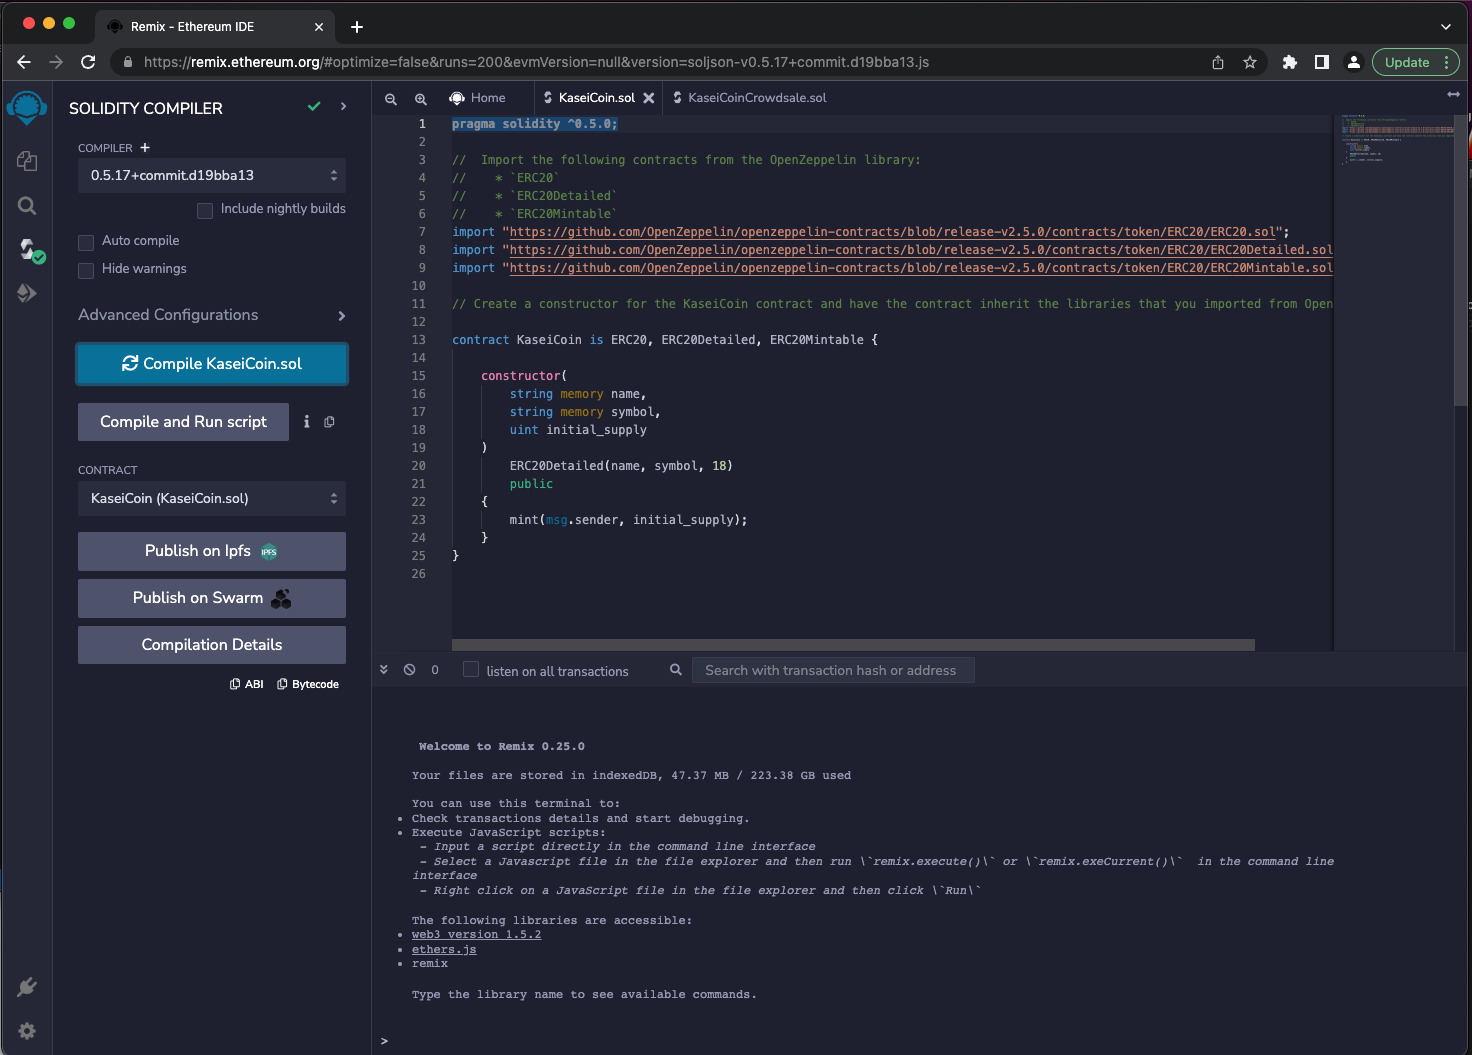 Remix - Ethereum IDE
https://remix.ethereum.org/#optimize=false&runs=200&evmVersion=null&version=soljson-v0.5.17+commit.d19bba13.js
Update
SOLIDITY COMPILER
COMPILER
0.5.17+commit.d19bba13
Include nightly builds
Auto compile
Hide warnings
Advanced Configurations
Compile KaseiCoin.sol
Compile and Run script
CONTRACT
KaseiCoin (KaseiCoin.sol)
Publish on Ipfs IPFS
Publish on Swarm
Compilation Details
ABI Bytecode
Home KaseiCoin.sol KaseiCoinCrowdsale.sol
1 pragma solidity ^0.5.0;
2
3 //  Import the following contracts from the OpenZeppelin library:
4 //    * `ERC20`
5 //    * `ERC20Detailed`
6 //    * `ERC20Mintable`
7 import "https://github.com/OpenZeppelin/openzeppelin-contracts/blob/release-v2.5.0/contracts/token/ERC20/ERC20.sol";
8 import "https://github.com/OpenZeppelin/openzeppelin-contracts/blob/release-v2.5.0/contracts/token/ERC20/ERC20Detailed.sol
9 import "https://github.com/OpenZeppelin/openzeppelin-contracts/blob/release-v2.5.0/contracts/token/ERC20/ERC20Mintable.sol
10
11 // Create a constructor for the KaseiCoin contract and have the contract inherit the libraries that you imported from Open
12
13 contract KaseiCoin is ERC20, ERC20Detailed, ERC20Mintable {
14
15     constructor(
16         string memory name,
17         string memory symbol,
18         uint initial_supply
19     )
20         ERC20Detailed(name, symbol, 18)
21         public
22     {
23         mint(msg.sender, initial_supply);
24     }
25 }
26
0 listen on all transactions Search with transaction hash or address
Welcome to Remix 0.25.0
Your files are stored in indexedDB, 47.37 MB / 223.38 GB used
You can use this terminal to:
• Check transactions details and start debugging.
• Execute JavaScript scripts:
- Input a script directly in the command line interface
- Select a Javascript file in the file explorer and then run \`remix.execute()\` or \`remix.exeCurrent()\`  in the command line
interface
- Right click on a JavaScript file in the file explorer and then click \`Run\`
The following libraries are accessible:
• web3 version 1.5.2
• ethers.js
• remix
Type the library name to see available commands.
>